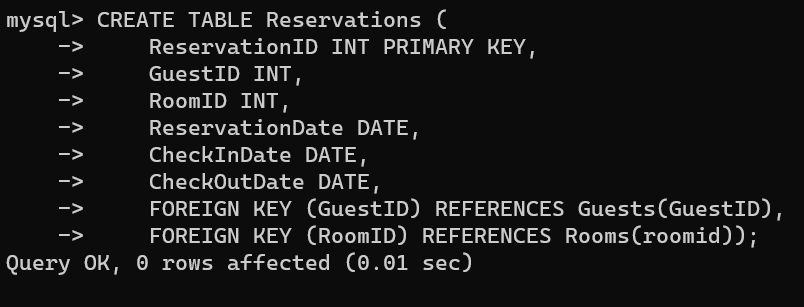 mysql> CREATE TABLE Reservations (
    ->     ReservationID INT PRIMARY KEY,
    ->     GuestID INT,
    ->     RoomID INT,
    ->     ReservationDate DATE,
    ->     CheckInDate DATE,
    ->     CheckOutDate DATE,
    ->     FOREIGN KEY (GuestID) REFERENCES Guests(GuestID),
    ->     FOREIGN KEY (RoomID) REFERENCES Rooms(roomid));
Query OK, 0 rows affected (0.01 sec)